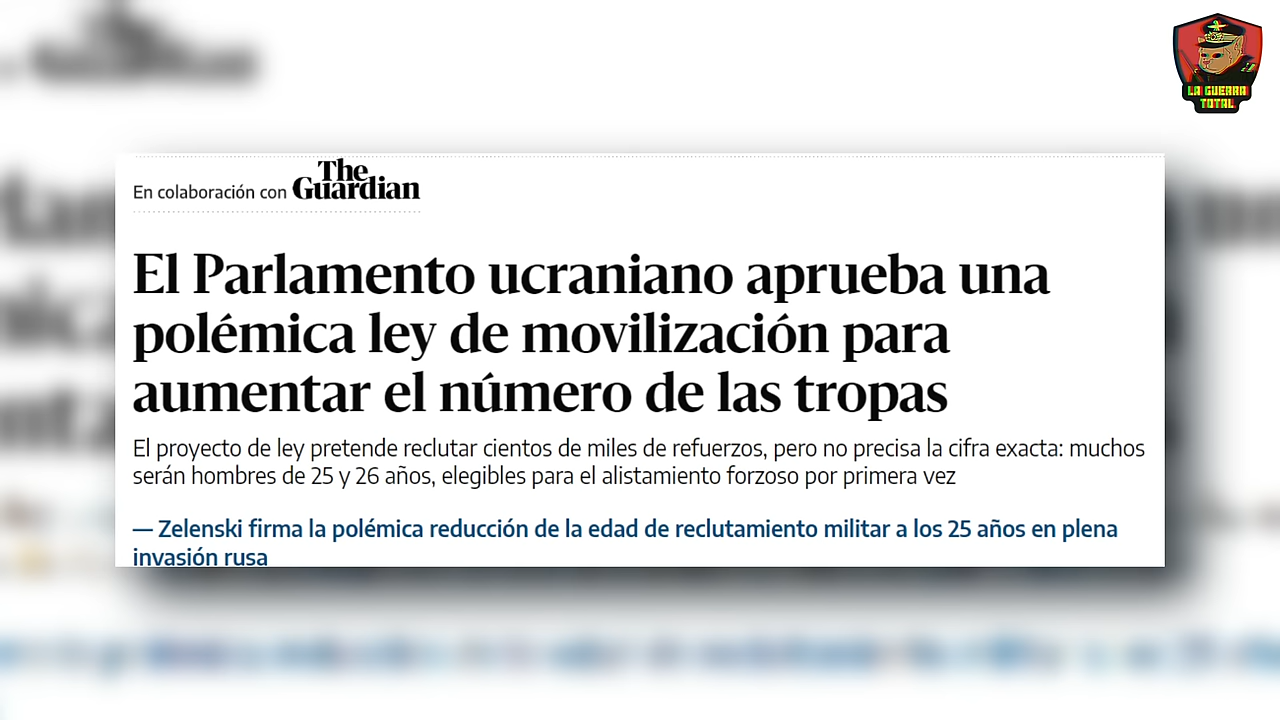 LA GUERRA
TOTAL
En colaboración con The Guardian
El Parlamento ucraniano aprueba una
polémica ley de movilización para
aumentar el número de las tropas
El proyecto de ley pretende reclutar cientos de miles de refuerzos, pero no precisa la cifra exacta: muchos
serán hombres de 25 y 26 años, elegibles para el alistamiento forzoso por primera vez
— Zelenski firma la polémica reducción de la edad de reclutamiento militar a los 25 años en plena
invasión rusa